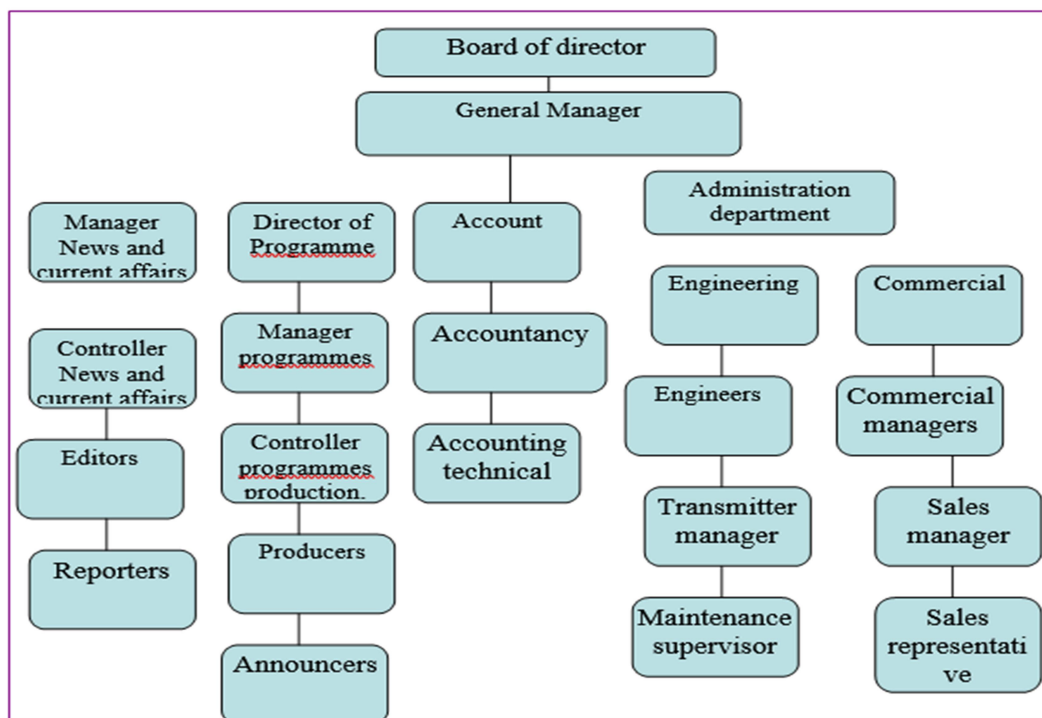 Board of director
General Manager
Administration
department
Manager
News and
current affairs
Director of
Programme
Account
Engineering
Commercial
Controller
News and
current affairs
Manager
programmes
Accountancy
Engineers
Commercial
managers
Editors
Controller
programmes
production.
Accounting
technical
Transmitter
manager
Sales
manager
Reporters
Producers
Maintenance
supervisor
Sales
representati
ve
Announcers